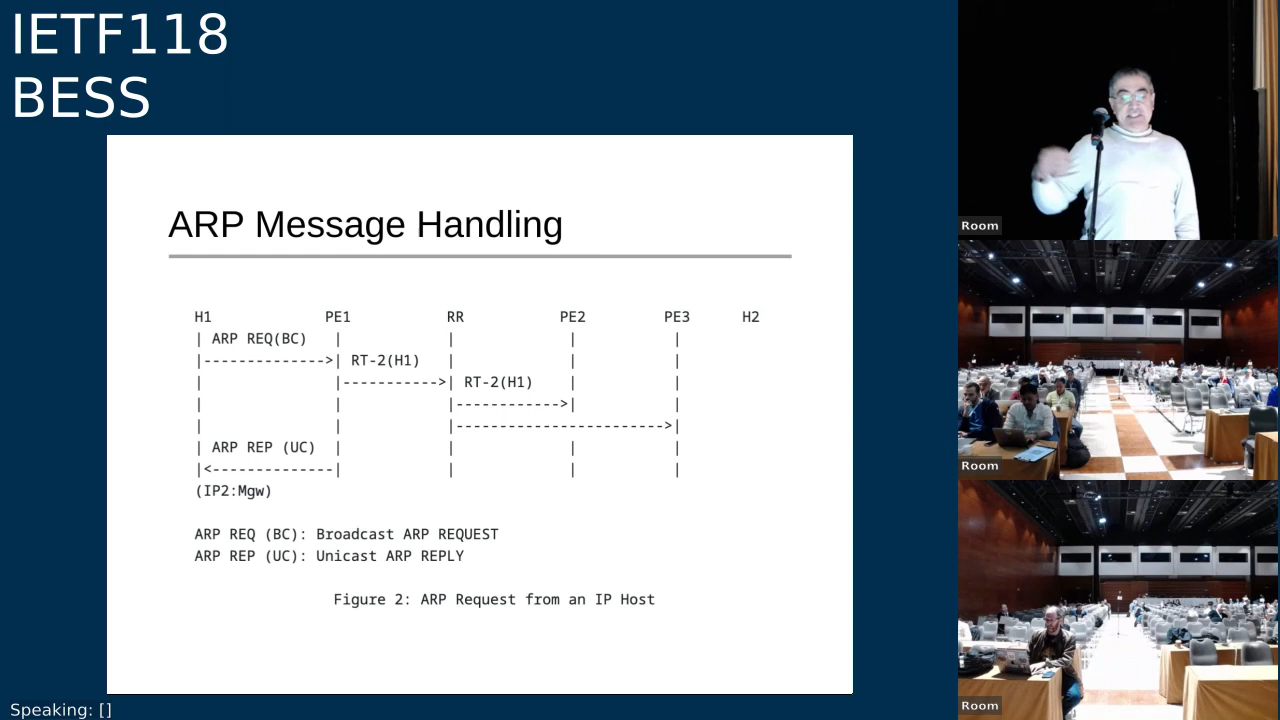 IETF118
BESS
ARP Message Handling
H1 PE1 RR PE2 PE3 H2
| ARP REQ(BC) | | | |
|-------------->| RT-2(H1) | | |
| |----------->| RT-2(H1) | |
| | |------------>| |
| | |------------------------>|
| ARP REP (UC) | | | |
|<--------------| | | |
(IP2:Mgw)
ARP REQ (BC): Broadcast ARP REQUEST
ARP REP (UC): Unicast ARP REPLY
Figure 2: ARP Request from an IP Host
Room
Room
Room
Speaking: []